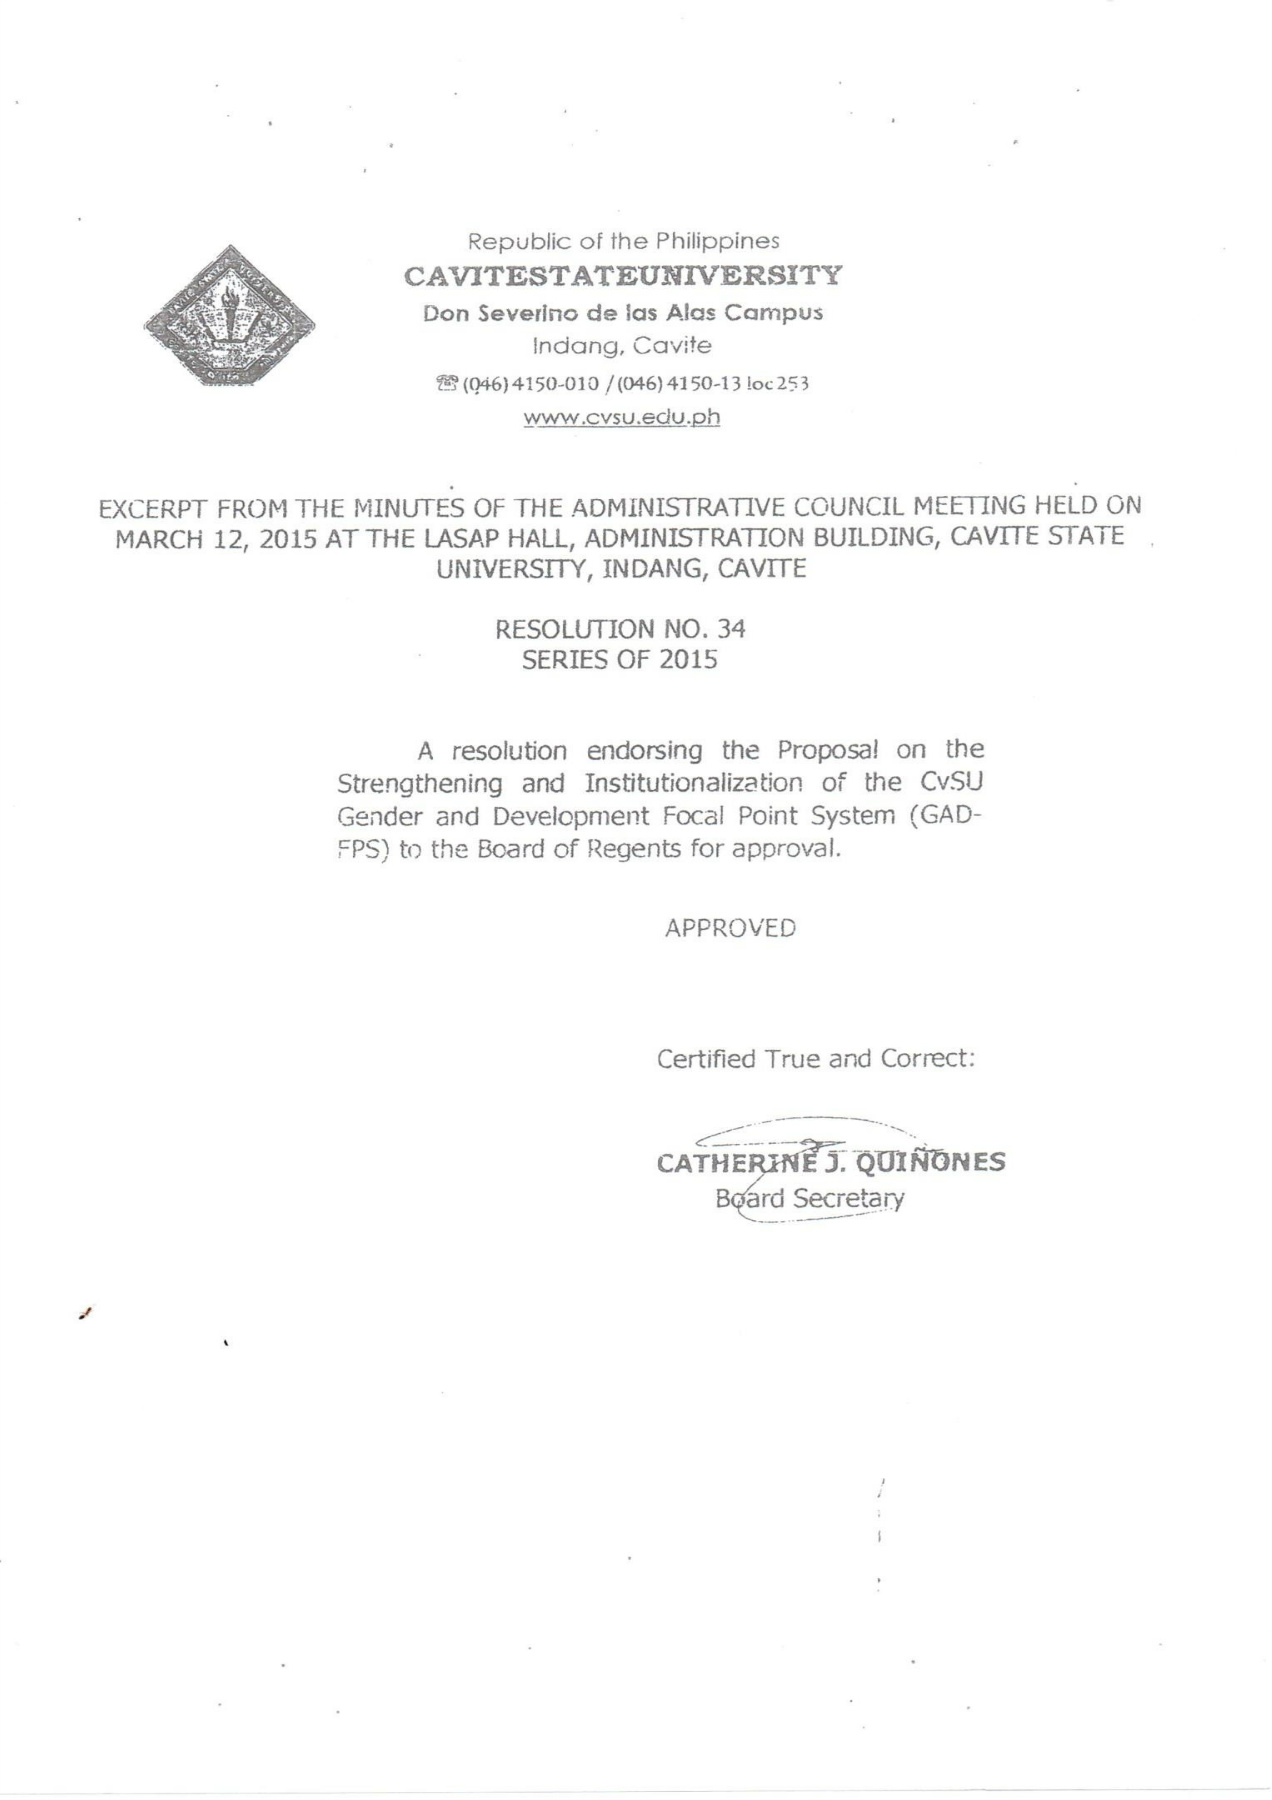 Republic of the Philippines
CAVITESTATEUNIVERSITY
Don Severino de las Alas Campus
Indang, Cavite
☏ (046) 4150-010 / (046) 4150-13 loc 253
www.cvsu.edu.ph
EXCERPT FROM THE MINUTES OF THE ADMINISTRATIVE COUNCIL MEETING HELD ON
MARCH 12, 2015 AT THE LASAP HALL, ADMINISTRATION BUILDING, CAVITE STATE
UNIVERSITY, INDANG, CAVITE
RESOLUTION NO. 34
SERIES OF 2015
A resolution endorsing the Proposal on the
Strengthening and Institutionalization of the CvSU
Gender and Development Focal Point System (GAD-
FPS) to the Board of Regents for approval.
APPROVED
Certified True and Correct:
CATHERINE J. QUIÑONES
Board Secretary